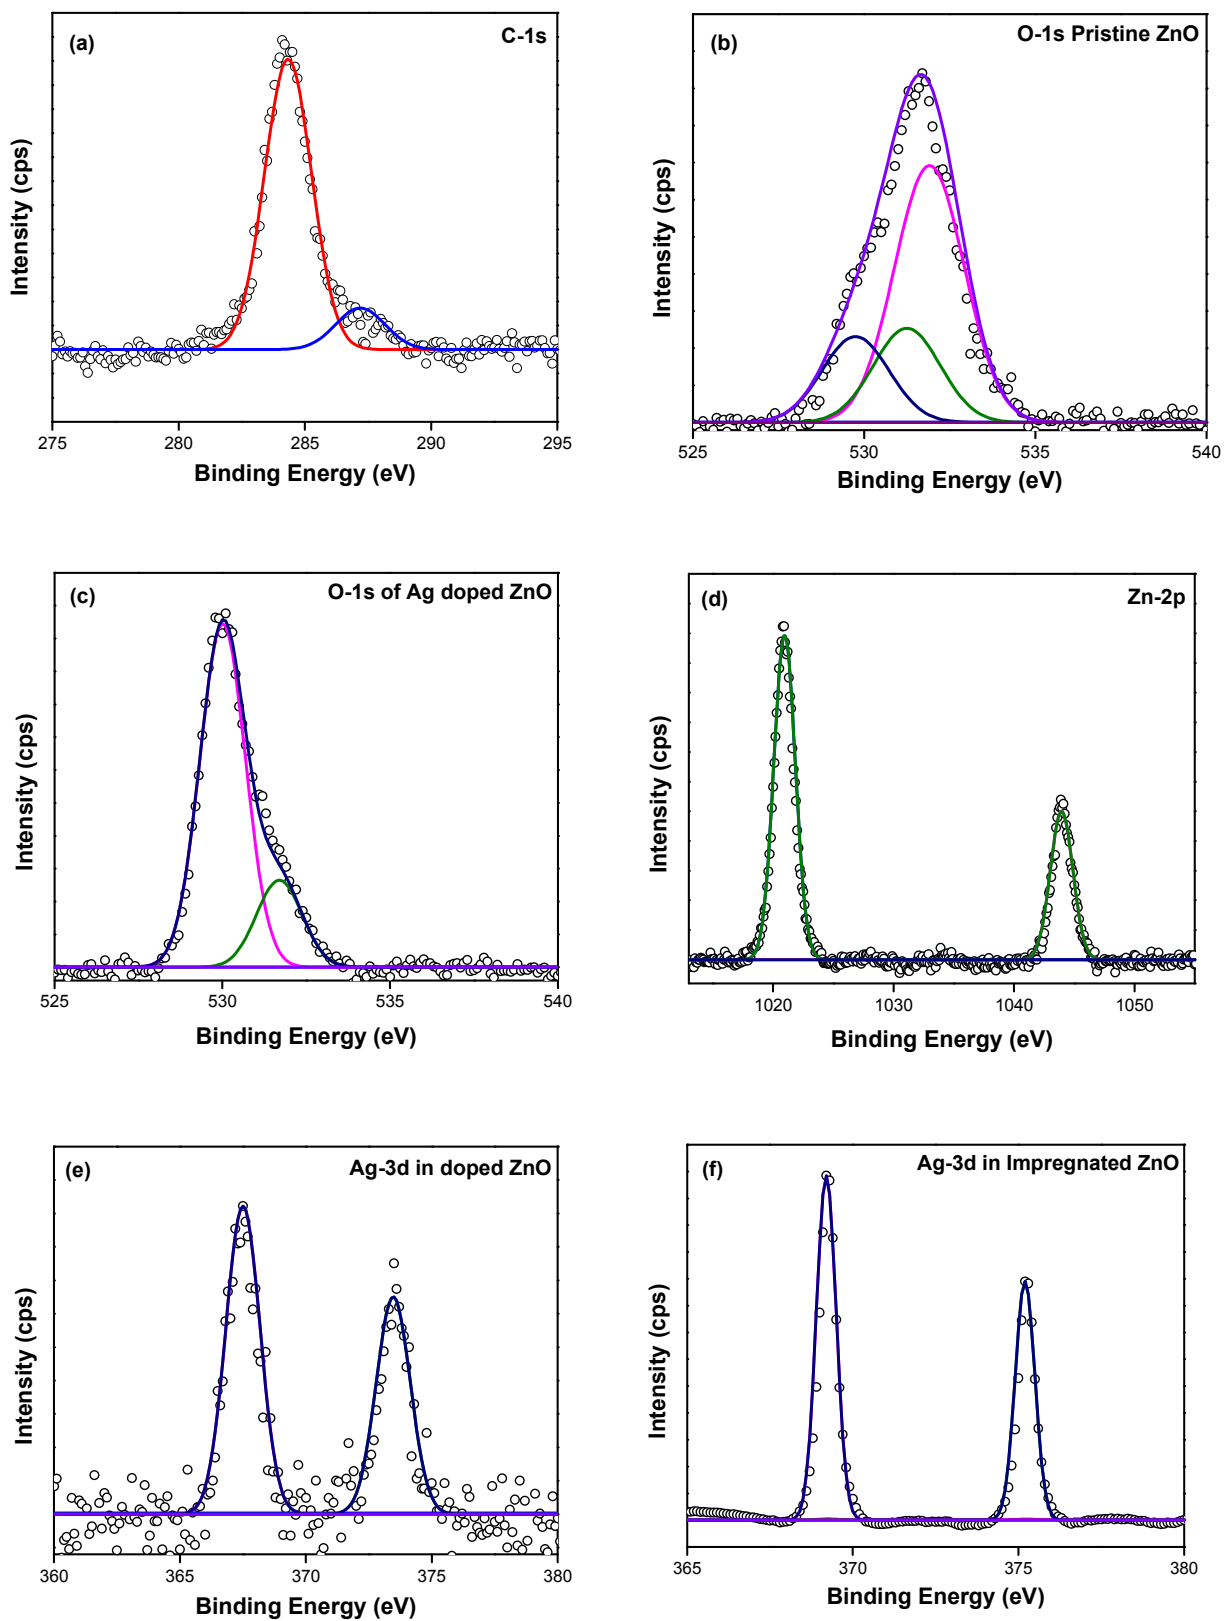 (a)
C-1s
Intensity (cps)
275 280 285 290 295
Binding Energy (eV)
(b)
O-1s Pristine ZnO
Intensity (cps)
525 530 535 540
Binding Energy (eV)
(c)
O-1s of Ag doped ZnO
Intensity (cps)
525 530 535 540
Binding Energy (eV)
(d)
Zn-2p
Intensity (cps)
1020 1030 1040 1050
Binding Energy (eV)
(e)
Ag-3d in doped ZnO
Intensity (cps)
360 365 370 375 380
Binding Energy (eV)
(f)
Ag-3d in Impregnated ZnO
Intensity (cps)
365 370 375 380
Binding Energy (eV)